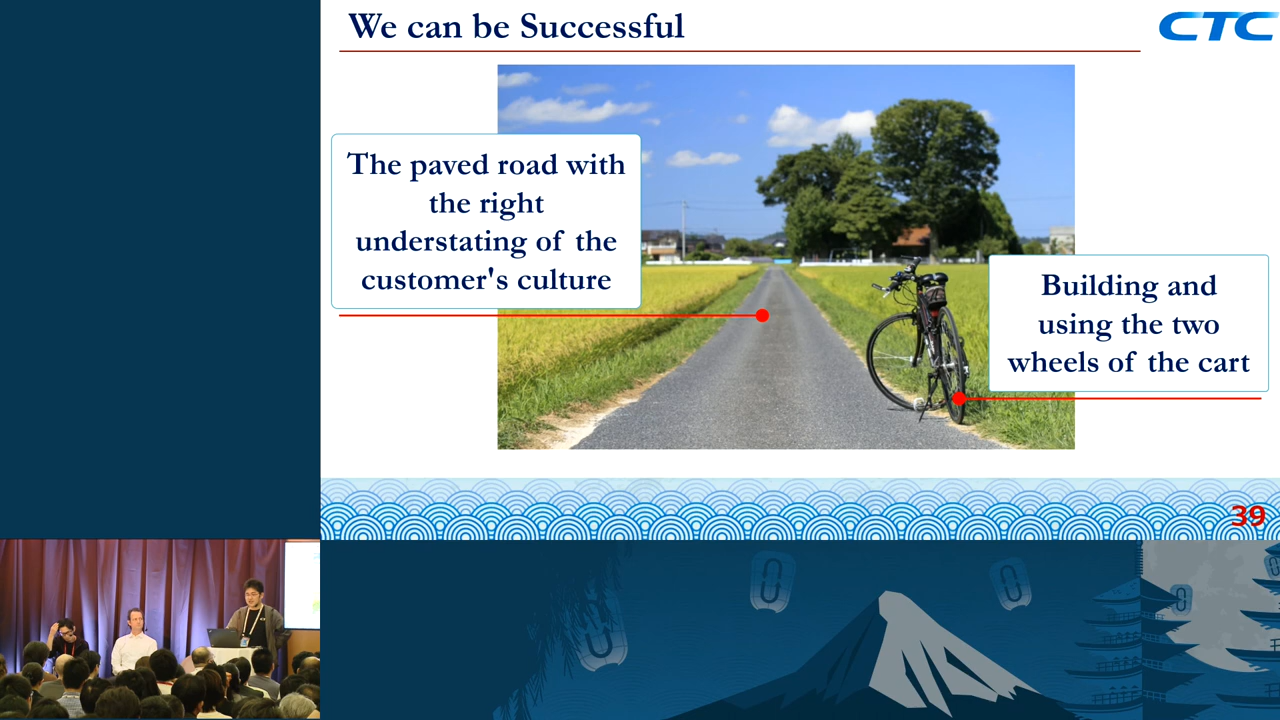 We can be Successful
CTC
The paved road with
the right
understating of the
customer's culture
Building and
using the two
wheels of the cart
39